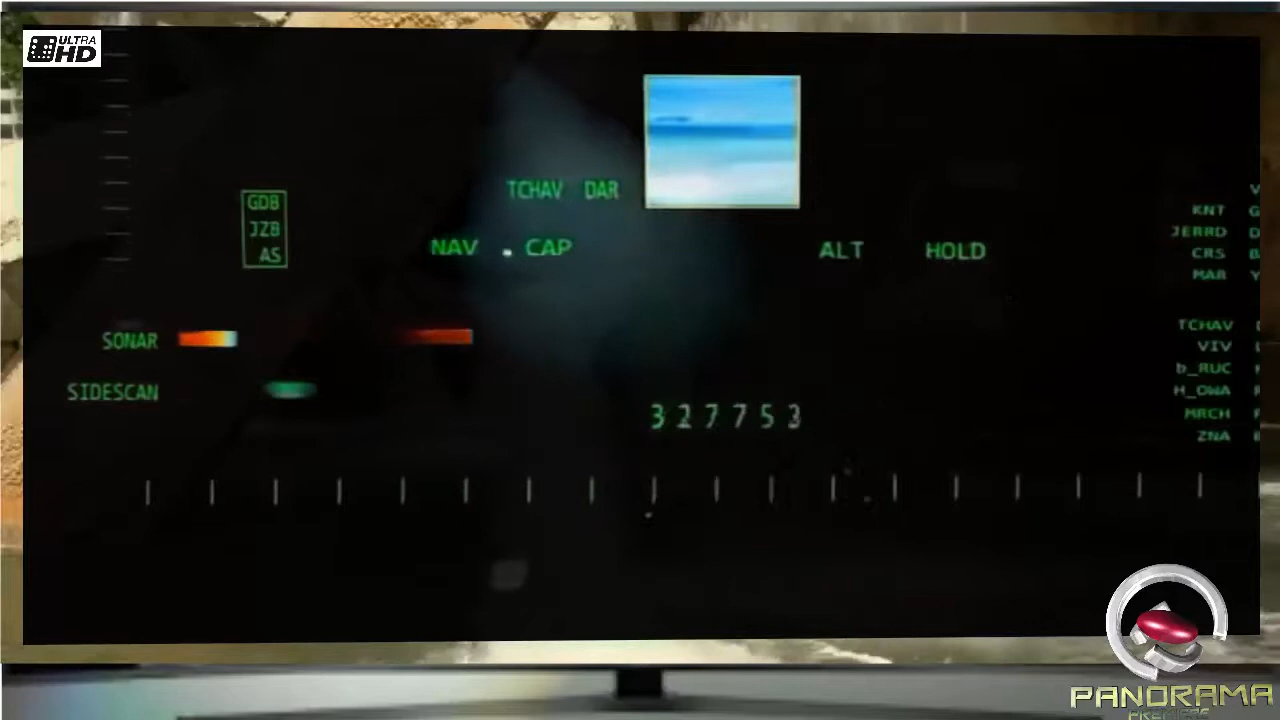 ULTRA
HD
TCHAV DAR
GDB
JZB
AS
NAV . CAP
ALT HOLD
KNT
JERRD
CRS
MAR
SONAR
SIDESCAN
TCHAV
VIV
b_RUC
H_OWA
MRCH
ZNA
327753
PANORAMA